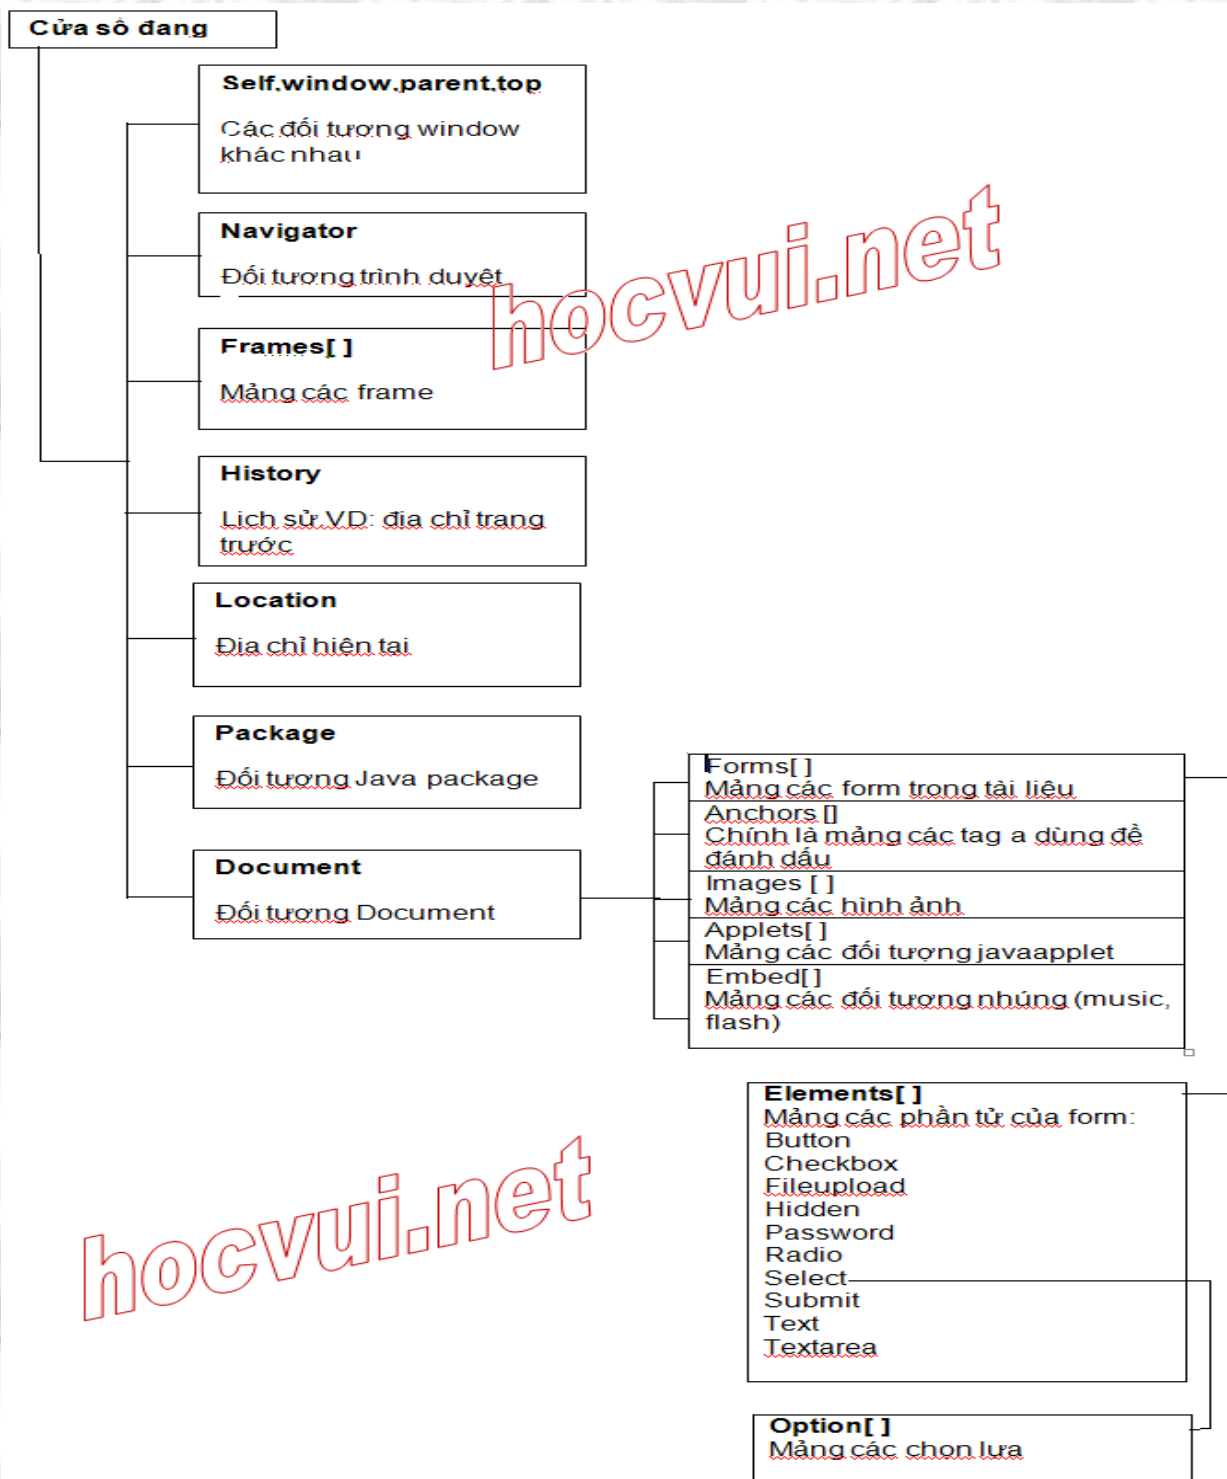 Cửa sổ đang
Self,window,parent,top
Các đối tượng window
khác nhau
Navigator
Đối tượng trình duyệt
hocvui.net
Frames[ ]
Mảng các frame
History
Lịch sử.VD: địa chỉ trang
trước
Location
Địa chỉ hiện tại
Package
Đối tượng Java package
Document
Đối tượng Document
Forms[ ]
Mảng các form trong tài liệu
Anchors []
Chính là mảng các tag a dùng để
đánh dấu
Images [ ]
Mảng các hình ảnh
Applets[ ]
Mảng các đối tượng javaapplet
Embed[ ]
Mảng các đối tượng nhúng (music,
flash)
Elements[ ]
Mảng các phần tử của form:
Button
Checkbox
Fileupload
Hidden
Password
Radio
Select
Submit
Text
Textarea
hocvui.net
Option[ ]
Mảng các chọn lựa